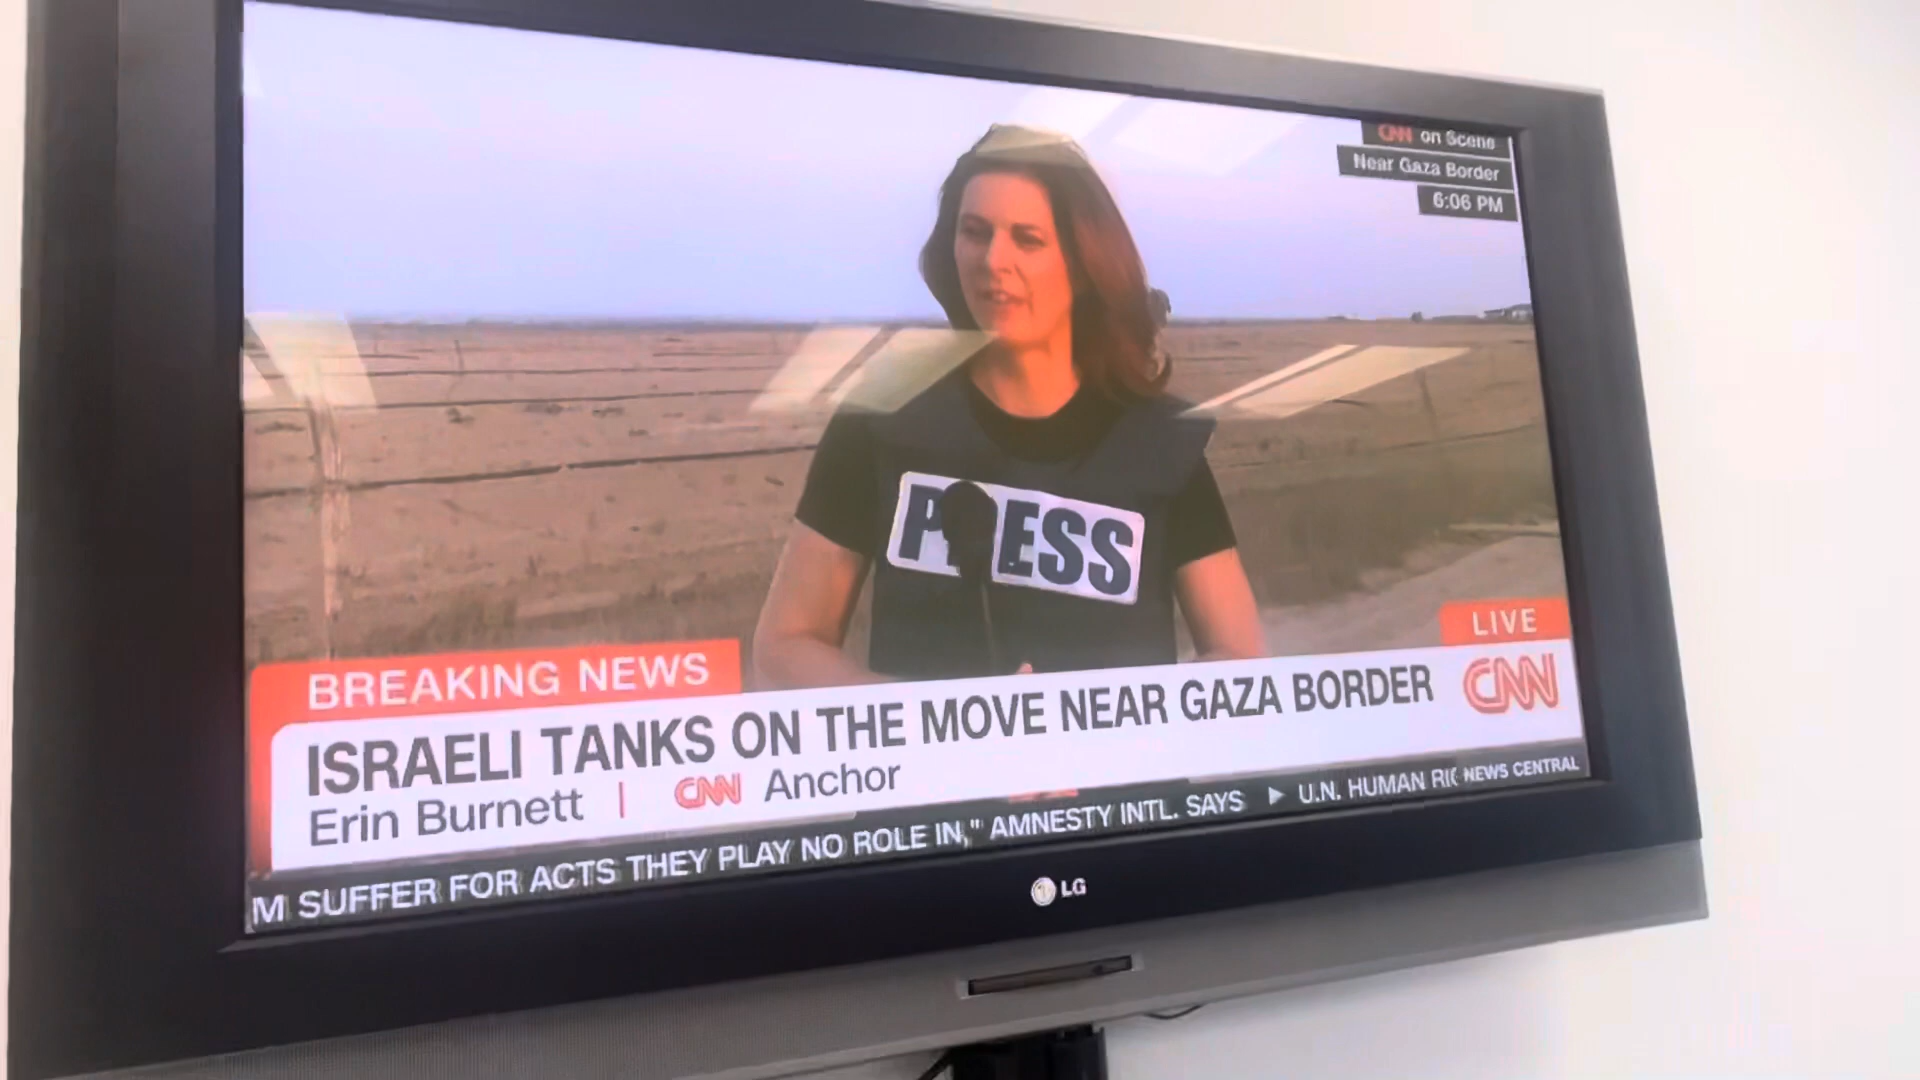 CNN on Scene
Near Gaza Border
6:06 PM
PRESS
LIVE
BREAKING NEWS
ISRAELI TANKS ON THE MOVE NEAR GAZA BORDER
CNN
Erin Burnett | CNN Anchor
M SUFFER FOR ACTS THEY PLAY NO ROLE IN," AMNESTY INTL. SAYS ▶ U.N. HUMAN RI
NEWS CENTRAL
LG